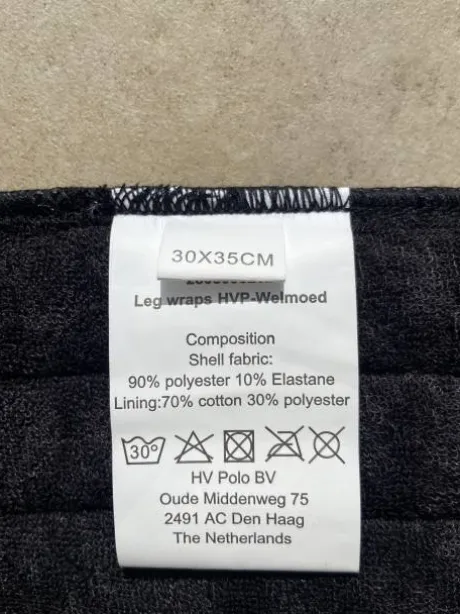 30X35CM
Leg wraps HVP-Welmoed
Composition
Shell fabric:
90% polyester 10% Elastane
Lining:70% cotton 30% polyester
30°
HV Polo BV
Oude Middenweg 75
2491 AC Den Haag
The Netherlands